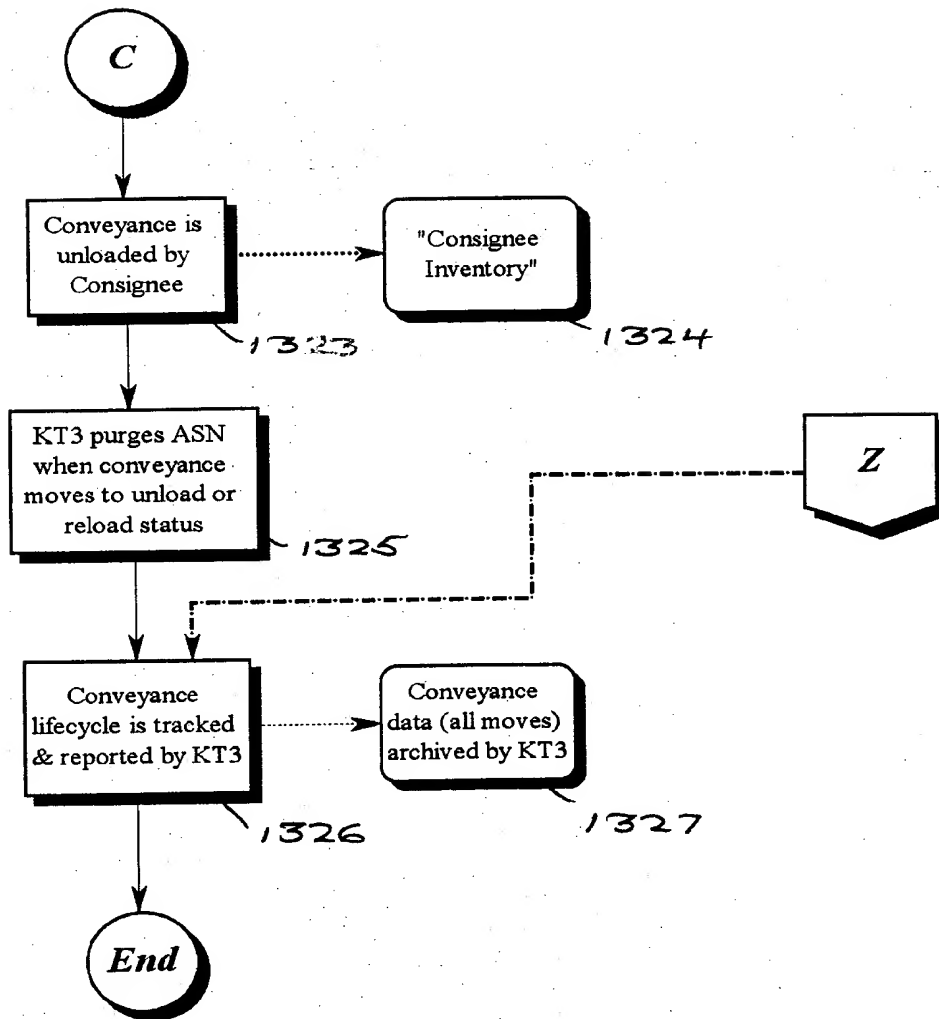 C
Conveyance is
unloaded by
Consignee
1323
"Consignee
Inventory"
1324
KT3 purges ASN
when conveyance
moves to unload or
reload status
1325
Z
Conveyance
lifecycle is tracked
& reported by KT3
1326
Conveyance
data (all moves)
archived by KT3
1327
End